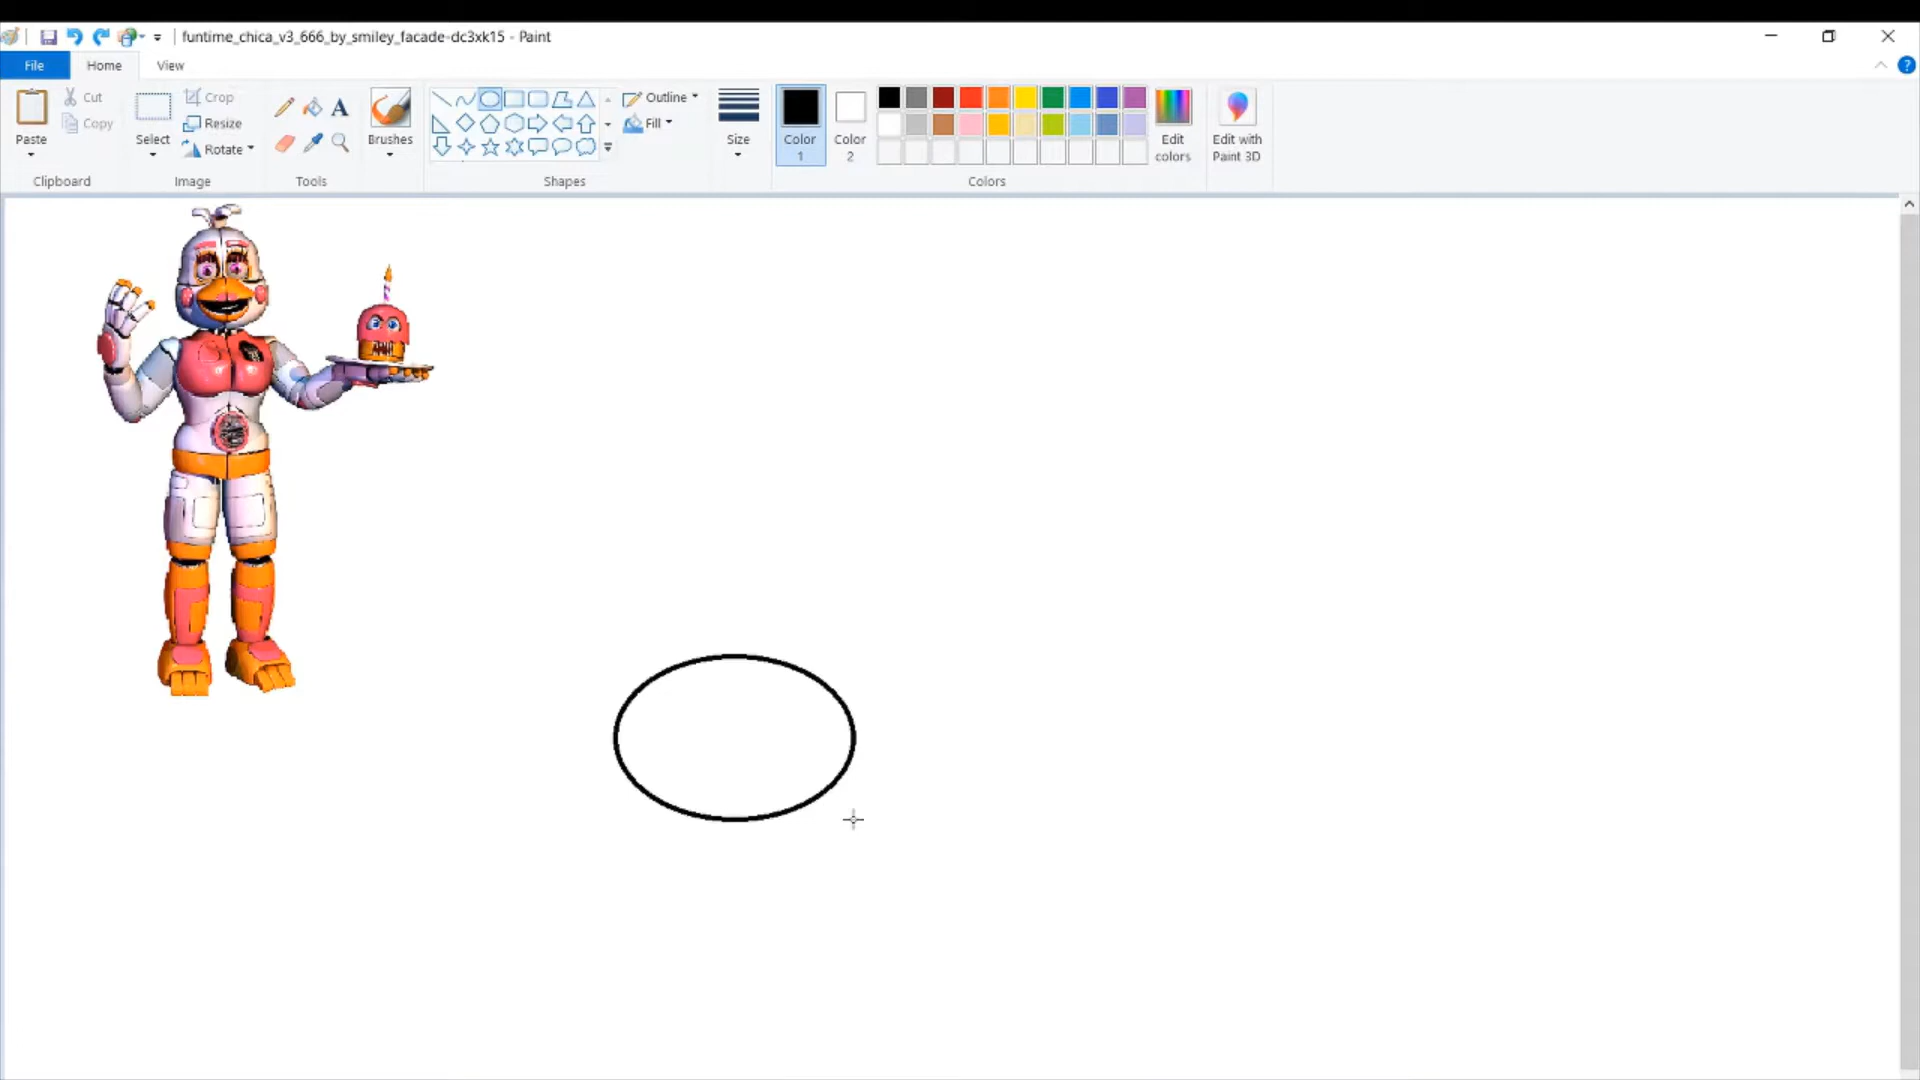 funtime_chica_v3_666_by_smiley_facade-dc3xk15 - Paint
File Home View
Paste
Cut
Copy
Clipboard
Select
Crop
Resize
Rotate
Image
A
Tools
Brushes
Outline
Fill
Shapes
Size
Color 1
Color 2
Edit colors
Colors
Edit with Paint 3D
?